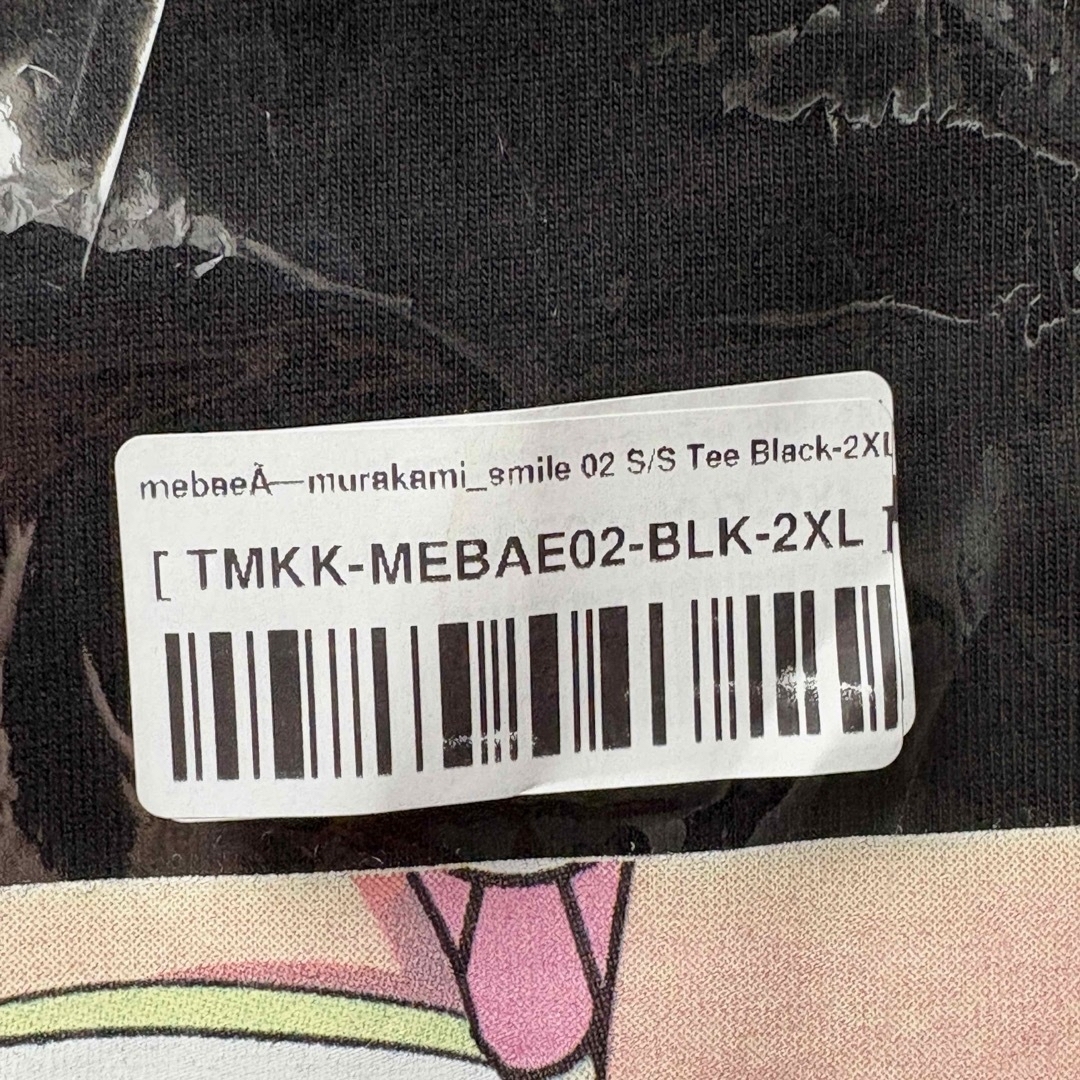 mebaeÃ—murakami_smile 02 S/S Tee Black-2XL
[ TMKK-MEBAE02-BLK-2XL ]